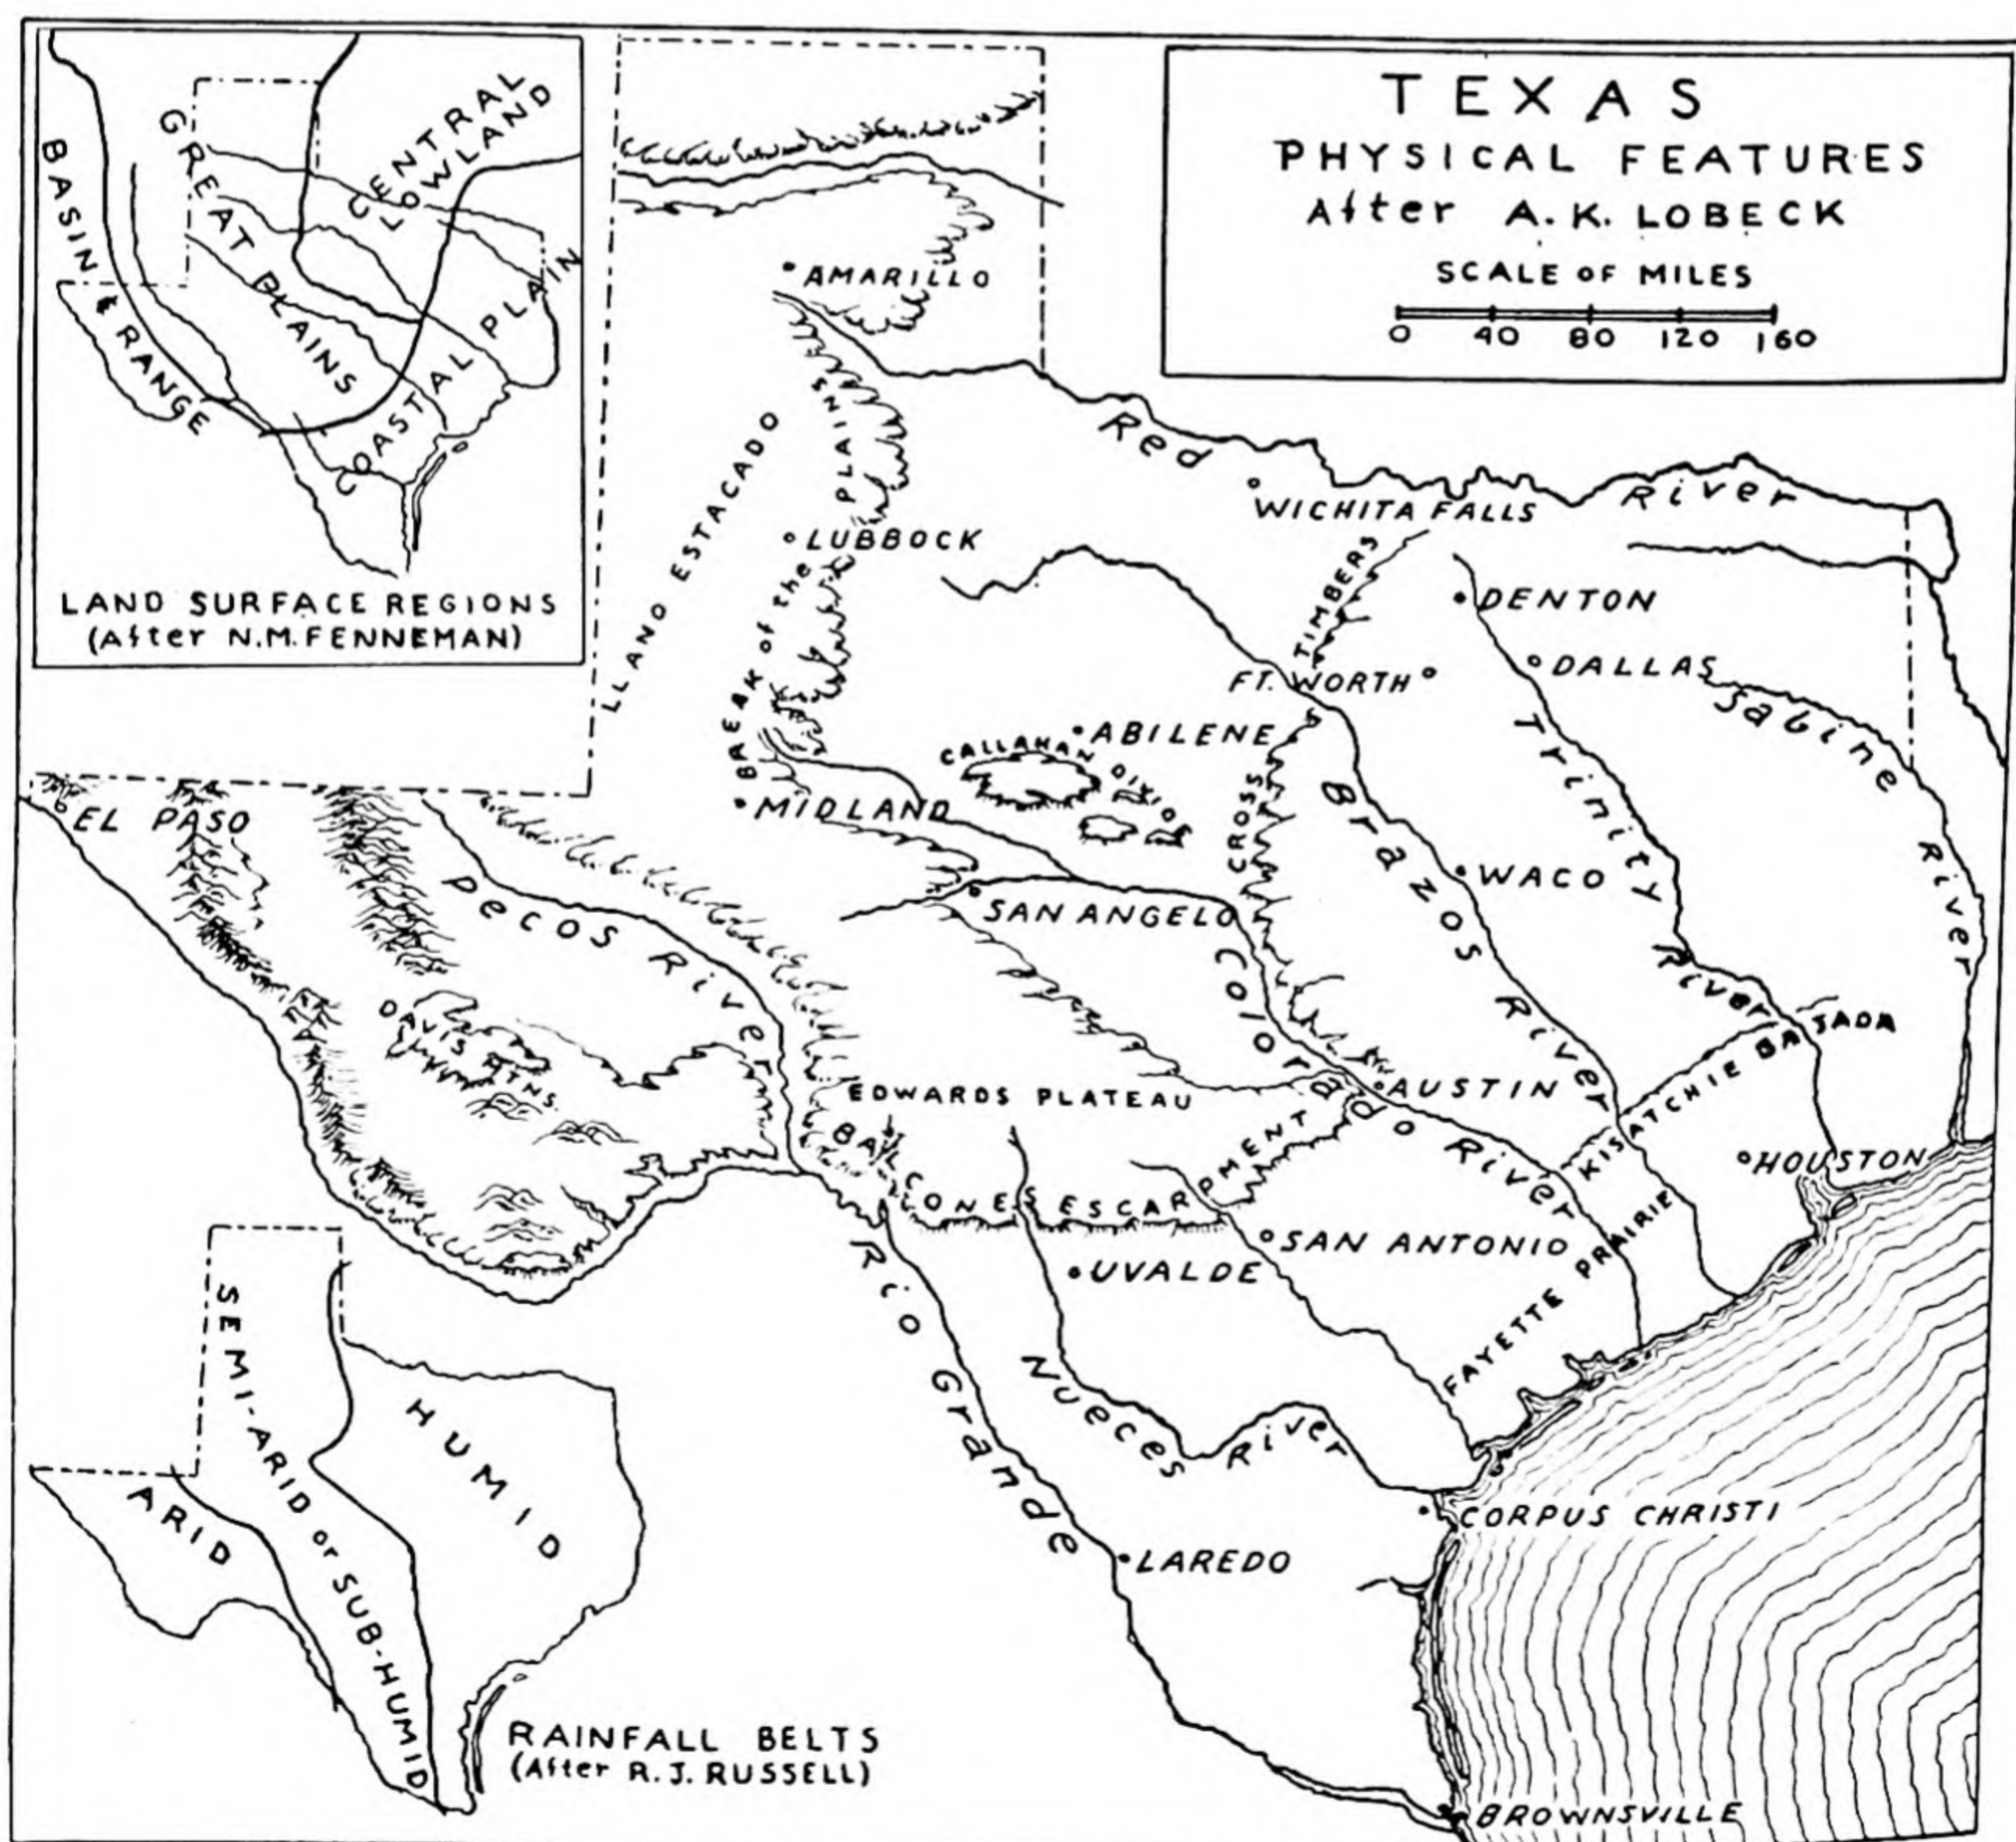 TEXAS
PHYSICAL FEATURES
After A.K. LOBECK
SCALE OF MILES
0 40 80 120 160
BASIN & RANGE
GREAT PLAINS
CENTRAL
LOWLAND
COASTAL PLAIN
LAND SURFACE REGIONS
(After N.M. FENNEMAN)
AMARILLO
LLANO ESTACADO
BREAK of the PLAINS
LUBBOCK
Red River
WICHITA FALLS
CROSS TIMBERS
DENTON
FT. WORTH
DALLAS
Sabine River
Trinity River
ABILENE
CALLAHAN DIVIDE
MIDLAND
Brazos River
EL PASO
Pecos River
WACO
SAN ANGELO
Colorado River
DAVIS MTNS.
EDWARDS PLATEAU
AUSTIN
KISATCHIE BAJADA
BALCONES ESCARPMENT
HOUSTON
SAN ANTONIO
UVALDE
FAYETTE PRAIRIE
Rio Grande
Nueces River
CORPUS CHRISTI
LAREDO
BROWNSVILLE
ARID
SEMI-ARID or SUB-HUMID
HUMID
RAINFALL BELTS
(After R.J. RUSSELL)